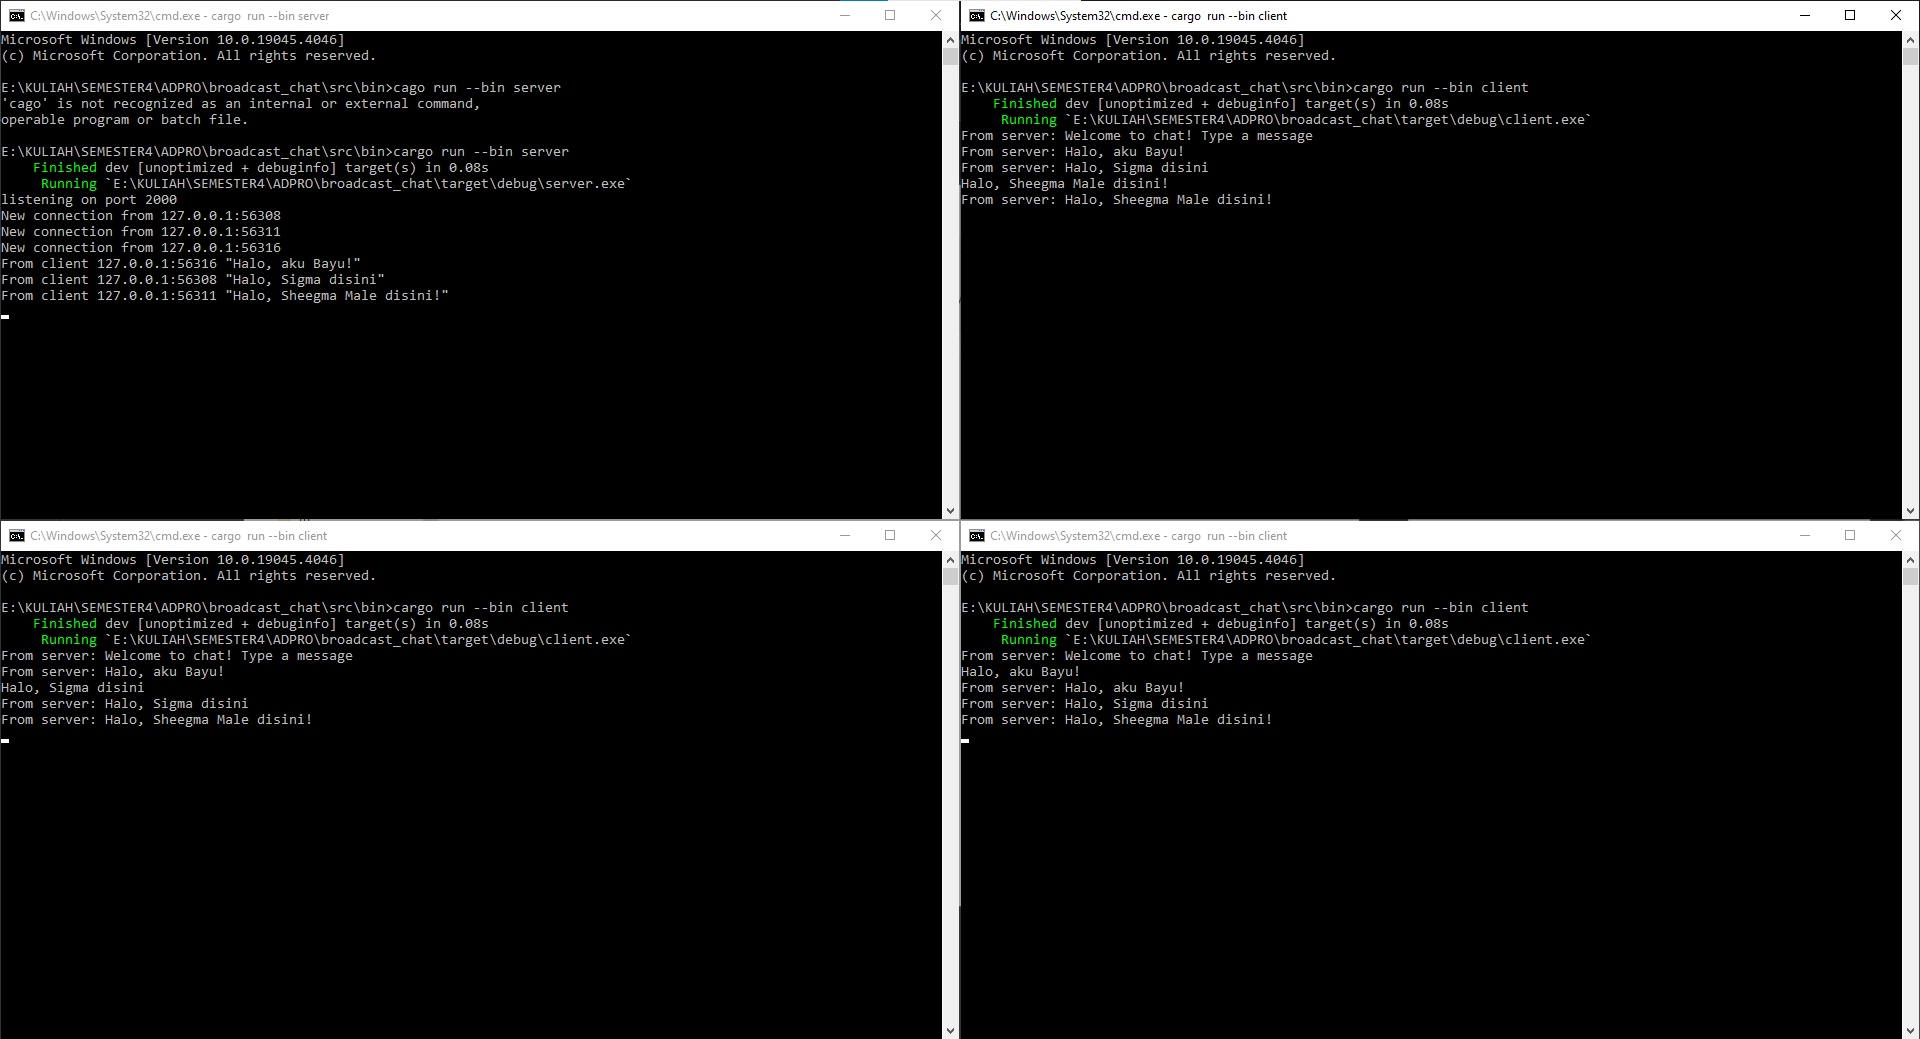 C:\Windows\System32\cmd.exe - cargo  run --bin server
Microsoft Windows [Version 10.0.19045.4046]
(c) Microsoft Corporation. All rights reserved.
E:\KULIAH\SEMESTER4\ADPRO\broadcast_chat\src\bin>cago run --bin server
'cago' is not recognized as an internal or external command,
operable program or batch file.
E:\KULIAH\SEMESTER4\ADPRO\broadcast_chat\src\bin>cargo run --bin server
Finished dev [unoptimized + debuginfo] target(s) in 0.08s
Running `E:\KULIAH\SEMESTER4\ADPRO\broadcast_chat\target\debug\server.exe`
listening on port 2000
New connection from 127.0.0.1:56308
New connection from 127.0.0.1:56311
New connection from 127.0.0.1:56316
From client 127.0.0.1:56316 "Halo, aku Bayu!"
From client 127.0.0.1:56308 "Halo, Sigma disini"
From client 127.0.0.1:56311 "Halo, Sheegma Male disini!"
C:\Windows\System32\cmd.exe - cargo  run --bin client
Microsoft Windows [Version 10.0.19045.4046]
(c) Microsoft Corporation. All rights reserved.
E:\KULIAH\SEMESTER4\ADPRO\broadcast_chat\src\bin>cargo run --bin client
Finished dev [unoptimized + debuginfo] target(s) in 0.08s
Running `E:\KULIAH\SEMESTER4\ADPRO\broadcast_chat\target\debug\client.exe`
From server: Welcome to chat! Type a message
From server: Halo, aku Bayu!
From server: Halo, Sigma disini
Halo, Sheegma Male disini!
From server: Halo, Sheegma Male disini!
C:\Windows\System32\cmd.exe - cargo  run --bin client
Microsoft Windows [Version 10.0.19045.4046]
(c) Microsoft Corporation. All rights reserved.
E:\KULIAH\SEMESTER4\ADPRO\broadcast_chat\src\bin>cargo run --bin client
Finished dev [unoptimized + debuginfo] target(s) in 0.08s
Running `E:\KULIAH\SEMESTER4\ADPRO\broadcast_chat\target\debug\client.exe`
From server: Welcome to chat! Type a message
From server: Halo, aku Bayu!
Halo, Sigma disini
From server: Halo, Sigma disini
From server: Halo, Sheegma Male disini!
C:\Windows\System32\cmd.exe - cargo  run --bin client
Microsoft Windows [Version 10.0.19045.4046]
(c) Microsoft Corporation. All rights reserved.
E:\KULIAH\SEMESTER4\ADPRO\broadcast_chat\src\bin>cargo run --bin client
Finished dev [unoptimized + debuginfo] target(s) in 0.08s
Running `E:\KULIAH\SEMESTER4\ADPRO\broadcast_chat\target\debug\client.exe`
From server: Welcome to chat! Type a message
Halo, aku Bayu!
From server: Halo, aku Bayu!
From server: Halo, Sigma disini
From server: Halo, Sheegma Male disini!